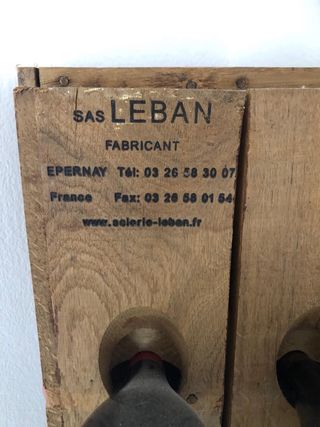 SAS LEBAN
FABRICANT
EPERNAY Tél: 03 26 58 30 07
France Fax: 03 26 58 01 54
www.scierie-leban.fr